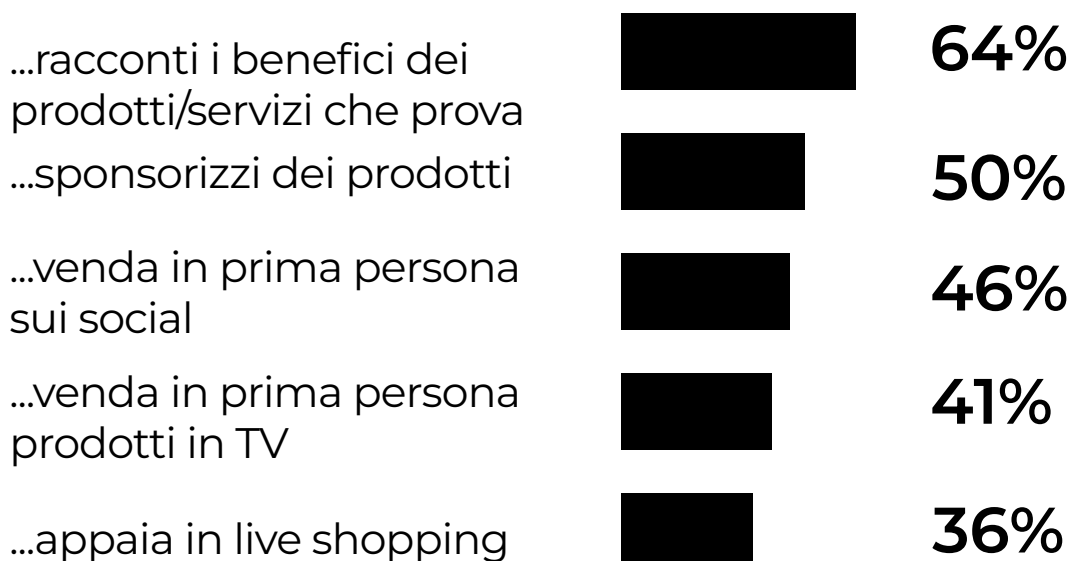 ...racconti i benefici dei
prodotti/servizi che prova
64%
...sponsorizzi dei prodotti
50%
...venda in prima persona
sui social
46%
...venda in prima persona
prodotti in TV
41%
...appaia in live shopping
36%